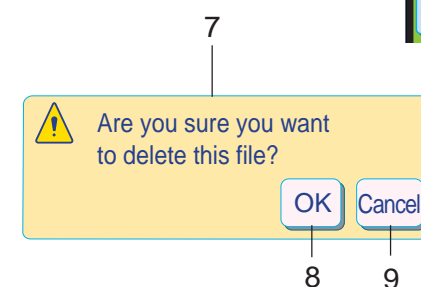 7
Are you sure you want
to delete this file?
OK Cancel
8 9